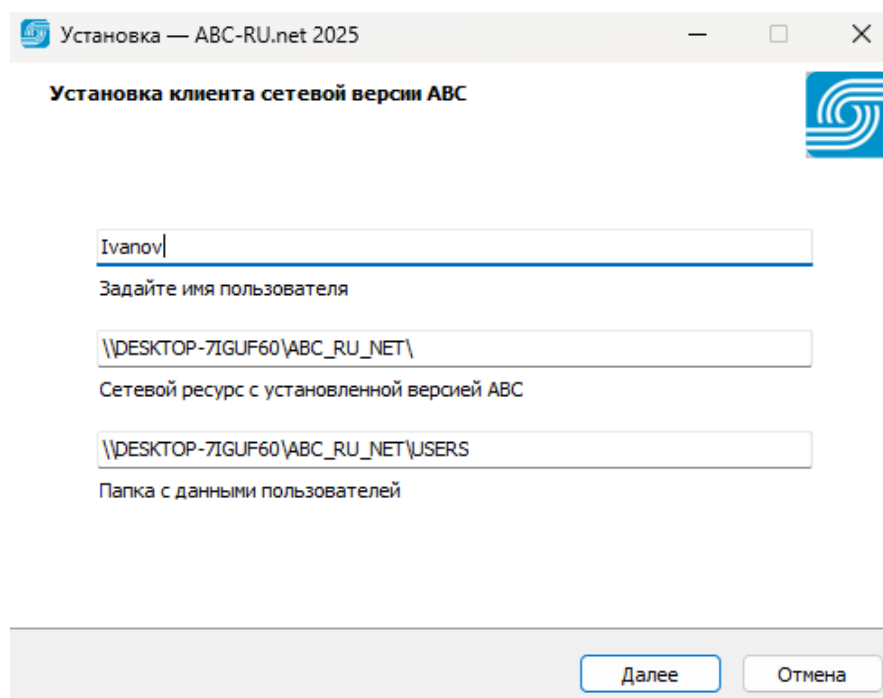 Установка — ABC-RU.net 2025
Установка клиента сетевой версии АВС
Ivanov
Задайте имя пользователя
\\DESKTOP-7IGUF60\ABC_RU_NET\
Сетевой ресурс с установленной версией АВС
\\DESKTOP-7IGUF60\ABC_RU_NET\USERS
Папка с данными пользователей
Далее
Отмена